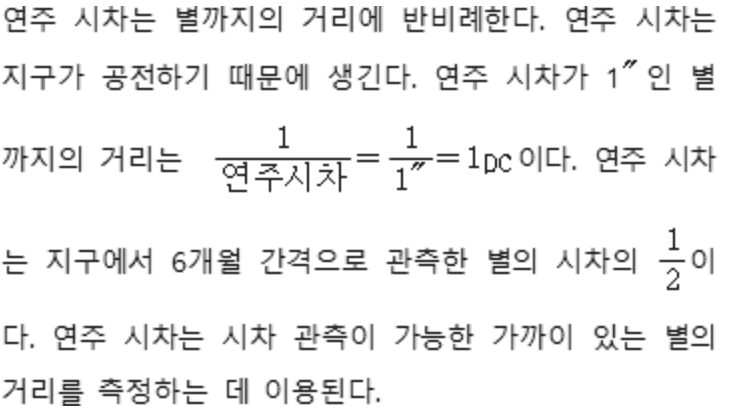 연주 시차는 별까지의 거리에 반비례한다. 연주 시차는
지구가 공전하기 때문에 생긴다. 연주 시차가 1″인 별
까지의 거리는 1/연주시차 = 1/1″ = 1pc이다. 연주 시차
는 지구에서 6개월 간격으로 관측한 별의 시차의 1/2이
다. 연주 시차는 시차 관측이 가능한 가까이 있는 별의
거리를 측정하는 데 이용된다.